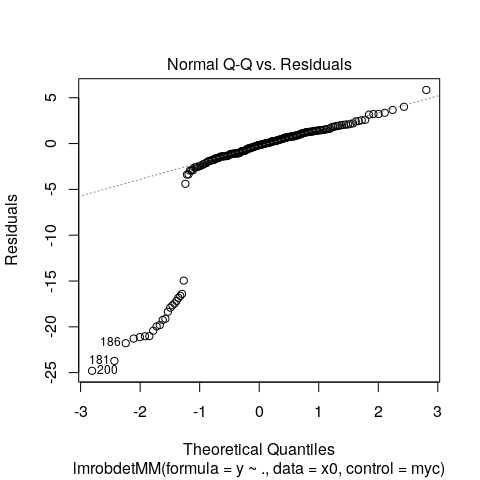 Normal Q-Q vs. Residuals
Residuals
5
0
-5
-10
-15
-20
-25
186
181
200
-3 -2 -1 0 1 2 3
Theoretical Quantiles
lmrobdetMM(formula = y ~ ., data = x0, control = myc)